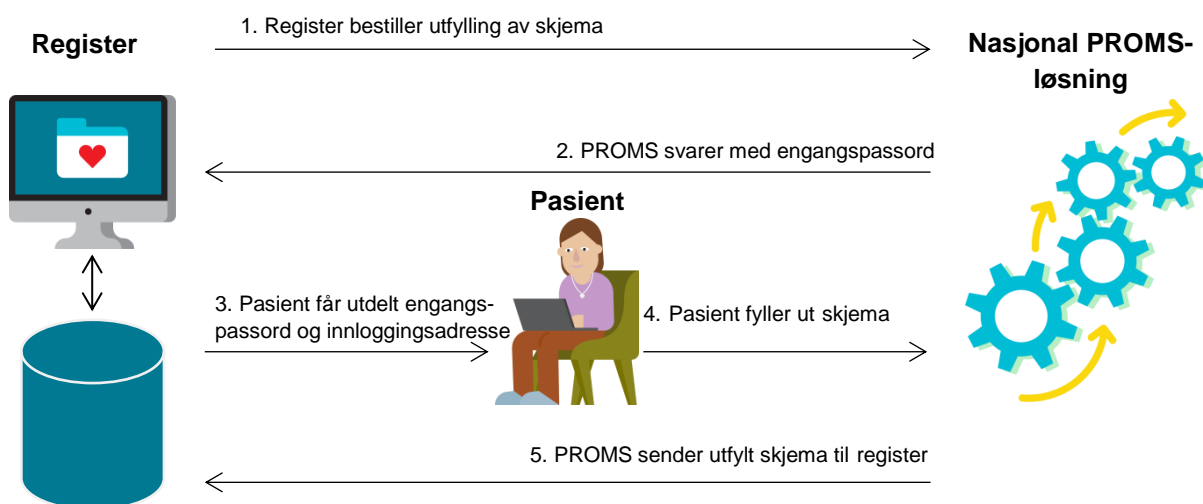 1. Register bestiller utfylling av skjema
Register
Nasjonal PROMS-
løsning
2. PROMS svarer med engangspassord
Pasient
3. Pasient får utdelt engangs-
passord og innloggingsadresse
4. Pasient fyller ut skjema
5. PROMS sender utfylt skjema til register